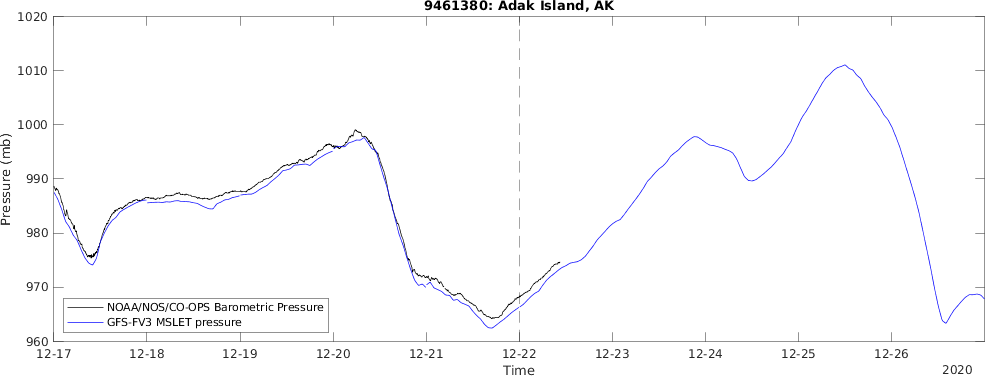 9461380: Adak Island, AK
1020
1010
1000
990
980
970
960
Pressure (mb)
NOAA/NOS/CO-OPS Barometric Pressure
GFS-FV3 MSLET pressure
12-17 12-18 12-19 12-20 12-21 12-22 12-23 12-24 12-25 12-26
Time
2020